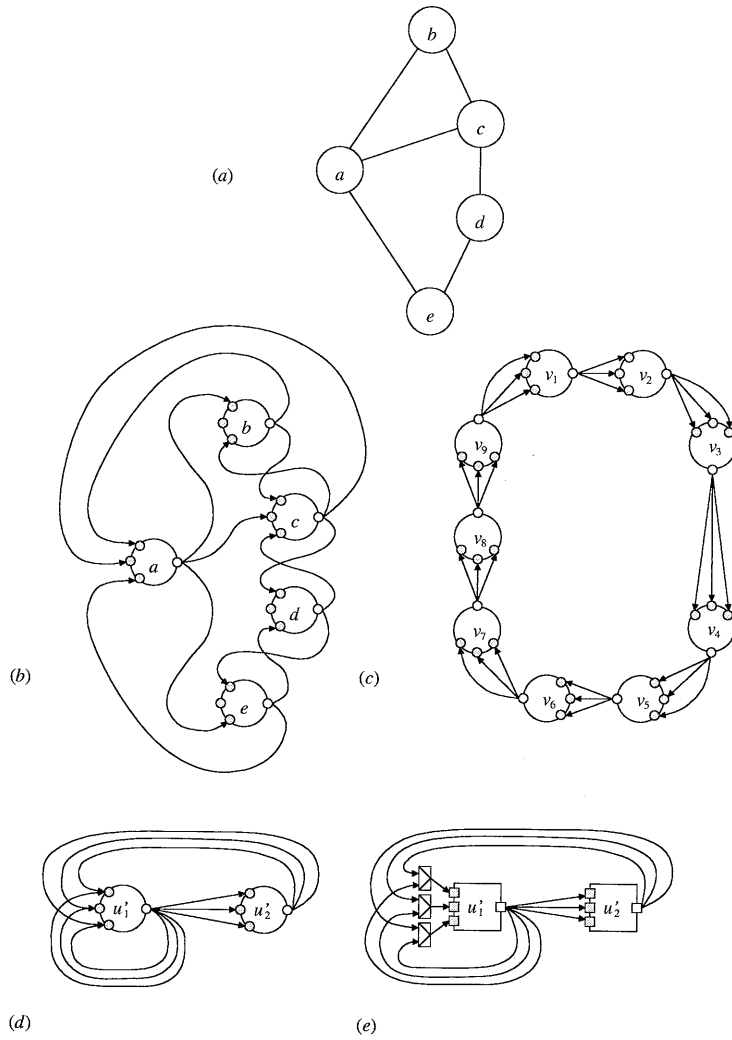 b
c
a
(a)
d
e
v₁
v₂
b
v₃
v₉
c
a
v₈
d
v₄
v₇
(b)
(c)
e
v₆
v₅
u'₁
u'₂
u'₁
u'₂
(d)
(e)